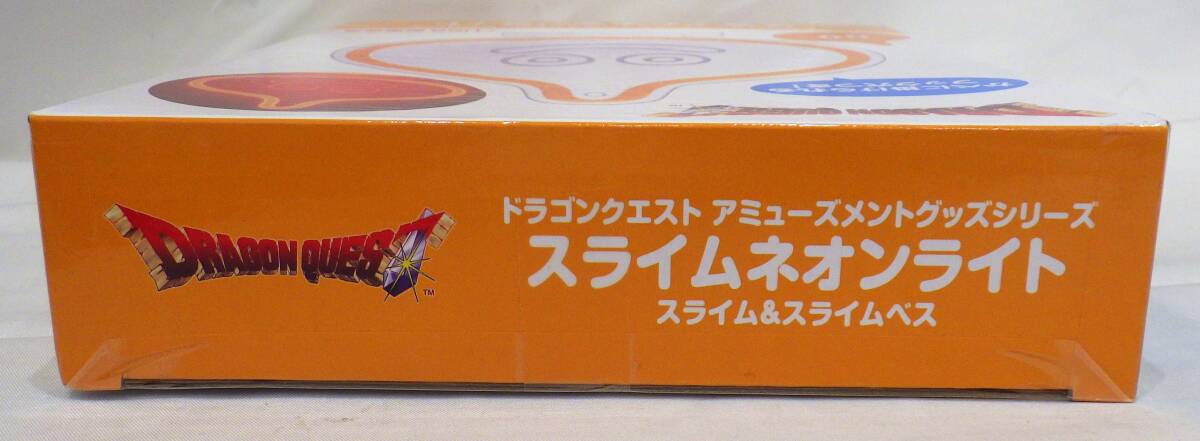 DRAGON QUEST
TM
ドラゴンクエスト アミューズメントグッズシリーズ
スライムネオンライト
スライム&スライムベス